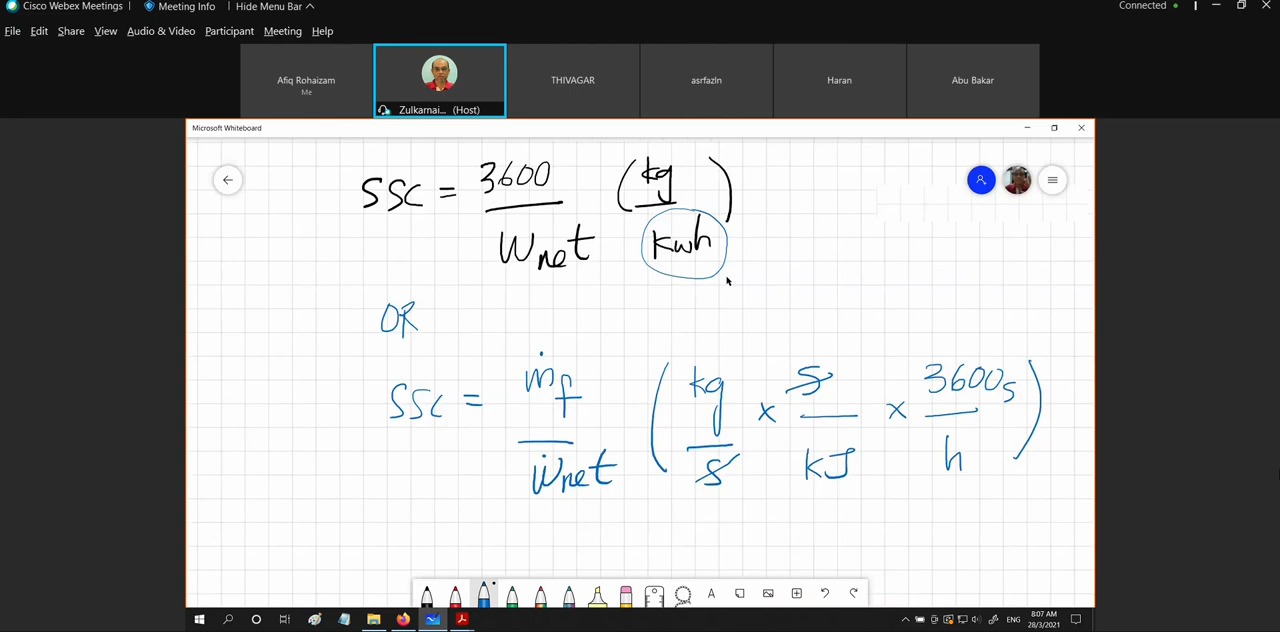 Cisco Webex Meetings | Meeting Info | Hide Menu Bar
Connected
File Edit Share View Audio & Video Participant Meeting Help
Afiq Rohaizam
Me
Zulkarnai... (Host)
THIVAGAR
asrfazln
Haran
Abu Bakar
Microsoft Whiteboard
SSC = 3600 / Wnet (kg / kwh)
OR
SSC = ṁf / Ẇnet (kg / s × s / kJ × 3600s / h)
A
ENG
8:07 AM
28/3/2021